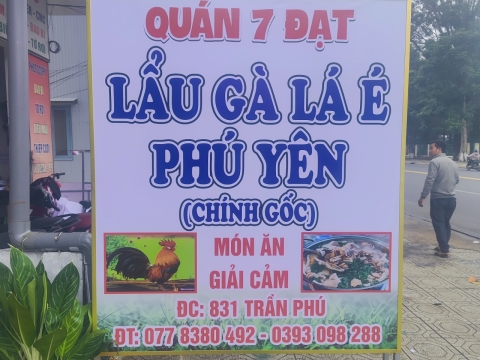 QUÁN 7 ĐẠT
LẨU GÀ LÁ É
PHÚ YÊN
(CHÍNH GỐC)
MÓN ĂN
GIẢI CẢM
ĐC: 831 TRẦN PHÚ
ĐT: 077 8380 492 - 0393 098 288